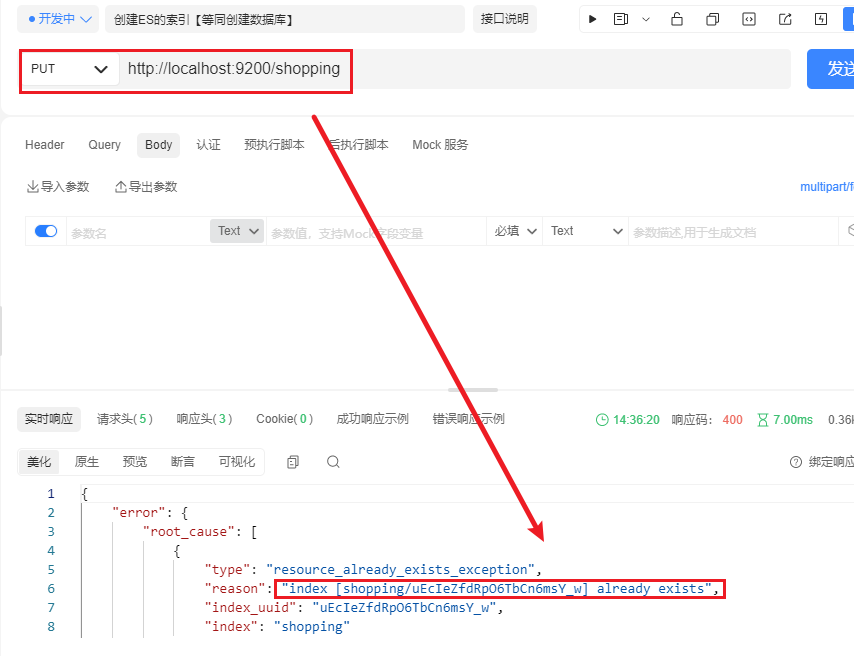 开发中 创建ES的索引【等同创建数据库】 接口说明
PUT http://localhost:9200/shopping 发送
Header Query Body 认证 预执行脚本 后执行脚本 Mock 服务
导入参数 导出参数 multipart/f
参数名 Text 参数值，支持Mock字段变量 必填 Text 参数描述,用于生成文档
实时响应 请求头(5) 响应头(3) Cookie(0) 成功响应示例 错误响应示例 14:36:20 响应码: 400 7.00ms 0.36k
美化 原生 预览 断言 可视化 绑定响应
1 {
2 "error": {
3 "root_cause": [
4 {
5 "type": "resource_already_exists_exception",
6 "reason": "index [shopping/uEcIeZfdRpO6TbCn6msY_w] already exists",
7 "index_uuid": "uEcIeZfdRpO6TbCn6msY_w",
8 "index": "shopping"